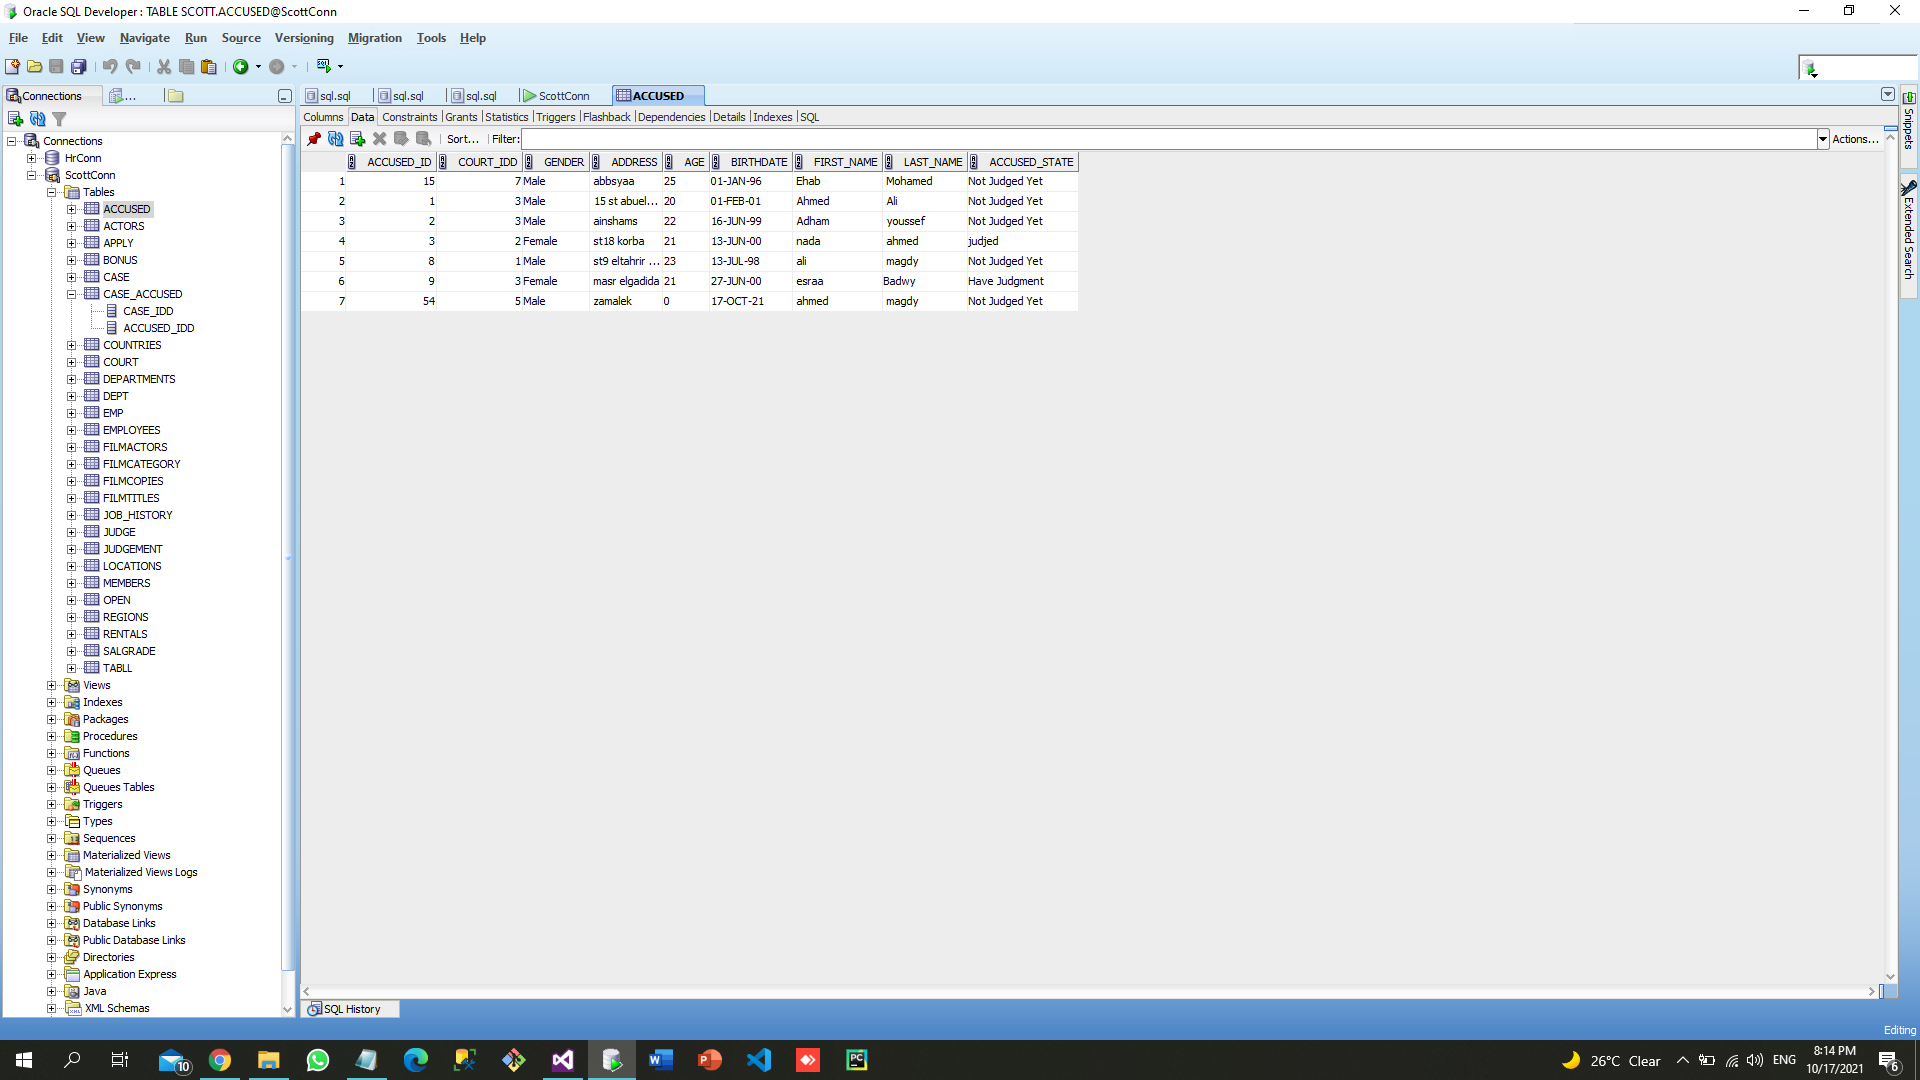 Oracle SQL Developer : TABLE SCOTT.ACCUSED@ScottConn
File Edit View Navigate Run Source Versioning Migration Tools Help
Connections ...
sql.sql sql.sql sql.sql ScottConn ACCUSED
Columns Data Constraints Grants Statistics Triggers Flashback Dependencies Details Indexes SQL
Sort... Filter: Actions...
ACCUSED_ID COURT_IDD GENDER ADDRESS AGE BIRTHDATE FIRST_NAME LAST_NAME ACCUSED_STATE
1 15 7 Male abbsyaa 25 01-JAN-96 Ehab Mohamed Not Judged Yet
2 1 3 Male 15 st abuel... 20 01-FEB-01 Ahmed Ali Not Judged Yet
3 2 3 Male ainshams 22 16-JUN-99 Adham youssef Not Judged Yet
4 3 2 Female st18 korba 21 13-JUN-00 nada ahmed judjed
5 8 1 Male st9 eltahrir ... 23 13-JUL-98 ali magdy Not Judged Yet
6 9 3 Female masr elgadida 21 27-JUN-00 esraa Badwy Have Judgment
7 54 5 Male zamalek 0 17-OCT-21 ahmed magdy Not Judged Yet
Connections
HrConn
ScottConn
Tables
ACCUSED
ACTORS
APPLY
BONUS
CASE
CASE_ACCUSED
CASE_IDD
ACCUSED_IDD
COUNTRIES
COURT
DEPARTMENTS
DEPT
EMP
EMPLOYEES
FILMACTORS
FILMCATEGORY
FILMCOPIES
FILMTITLES
JOB_HISTORY
JUDGE
JUDGEMENT
LOCATIONS
MEMBERS
OPEN
REGIONS
RENTALS
SALGRADE
TABLL
Views
Indexes
Packages
Procedures
Functions
Queues
Queues Tables
Triggers
Types
Sequences
Materialized Views
Materialized Views Logs
Synonyms
Public Synonyms
Database Links
Public Database Links
Directories
Application Express
Java
XML Schemas
Snippets
Extended Search
SQL History
Editing
10 26°C Clear ENG 8:14 PM
10/17/2021 6